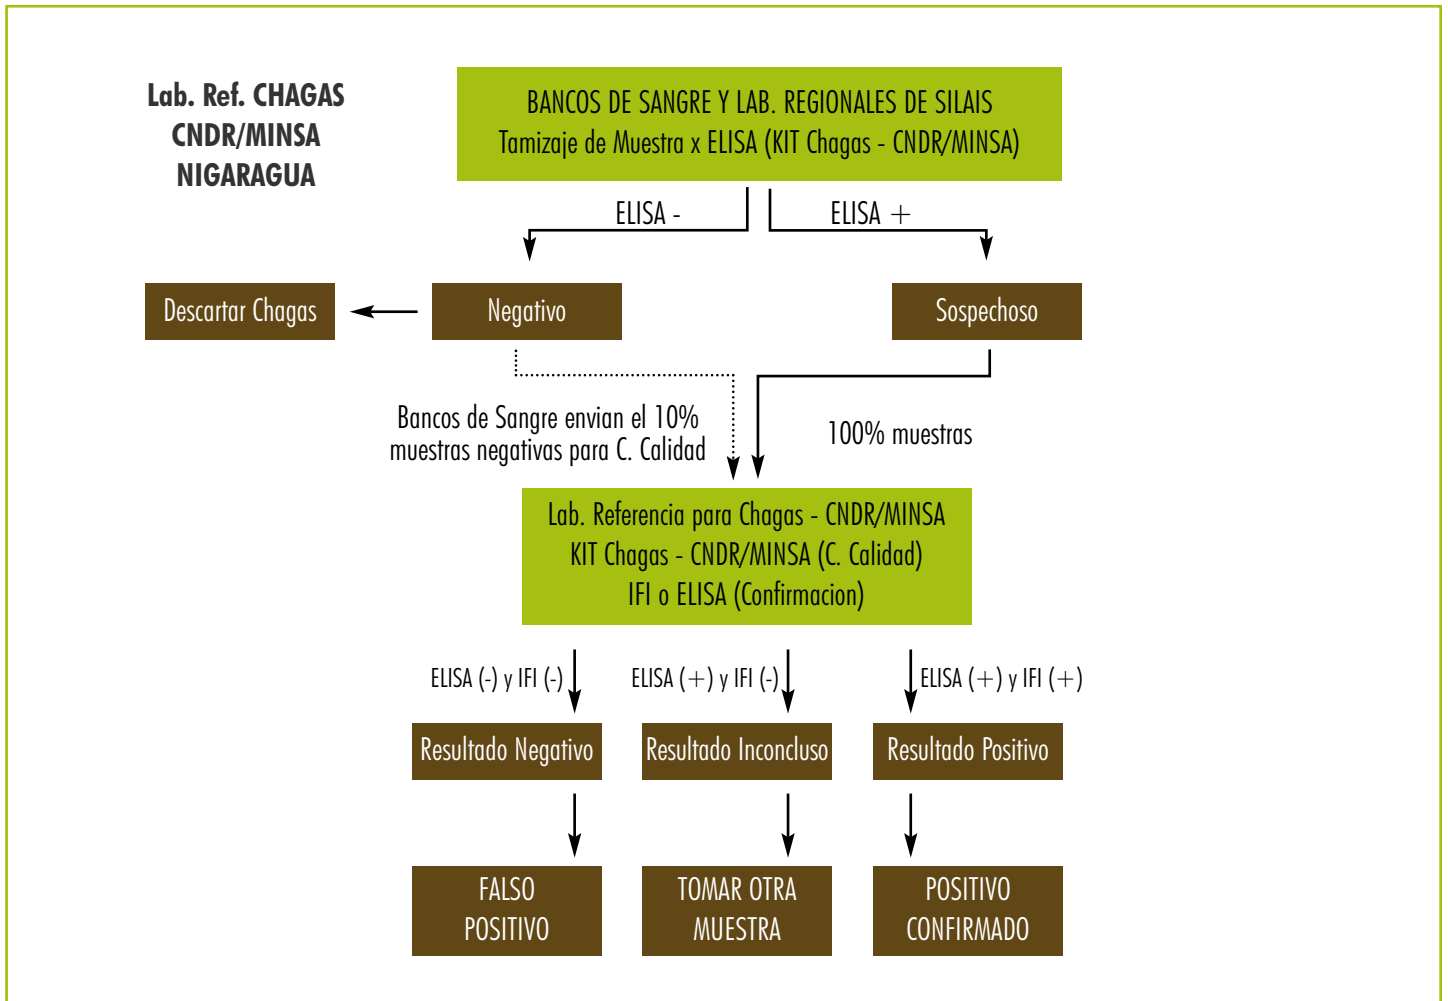 Lab. Ref. CHAGAS
CNDR/MINSA
NIGARAGUA
BANCOS DE SANGRE Y LAB. REGIONALES DE SILAIS
Tamizaje de Muestra x ELISA (KIT Chagas - CNDR/MINSA)
ELISA -
ELISA +
Descartar Chagas
Negativo
Sospechoso
Bancos de Sangre envian el 10%
muestras negativas para C. Calidad
100% muestras
Lab. Referencia para Chagas - CNDR/MINSA
KIT Chagas - CNDR/MINSA (C. Calidad)
IFI o ELISA (Confirmacion)
ELISA (-) y IFI (-)
ELISA (+) y IFI (-)
ELISA (+) y IFI (+)
Resultado Negativo
Resultado Inconcluso
Resultado Positivo
FALSO
POSITIVO
TOMAR OTRA
MUESTRA
POSITIVO
CONFIRMADO